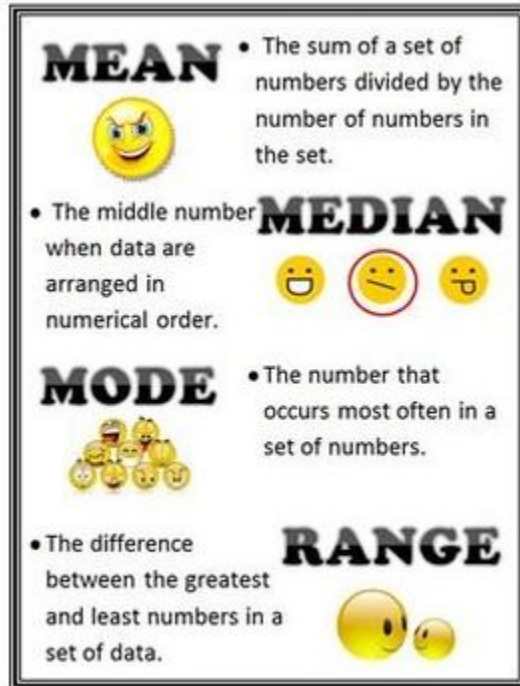 MEAN
• The sum of a set of
numbers divided by the
number of numbers in
the set.
• The middle number
when data are
arranged in
numerical order.
MEDIAN
MODE
• The number that
occurs most often in a
set of numbers.
• The difference
between the greatest
and least numbers in a
set of data.
RANGE